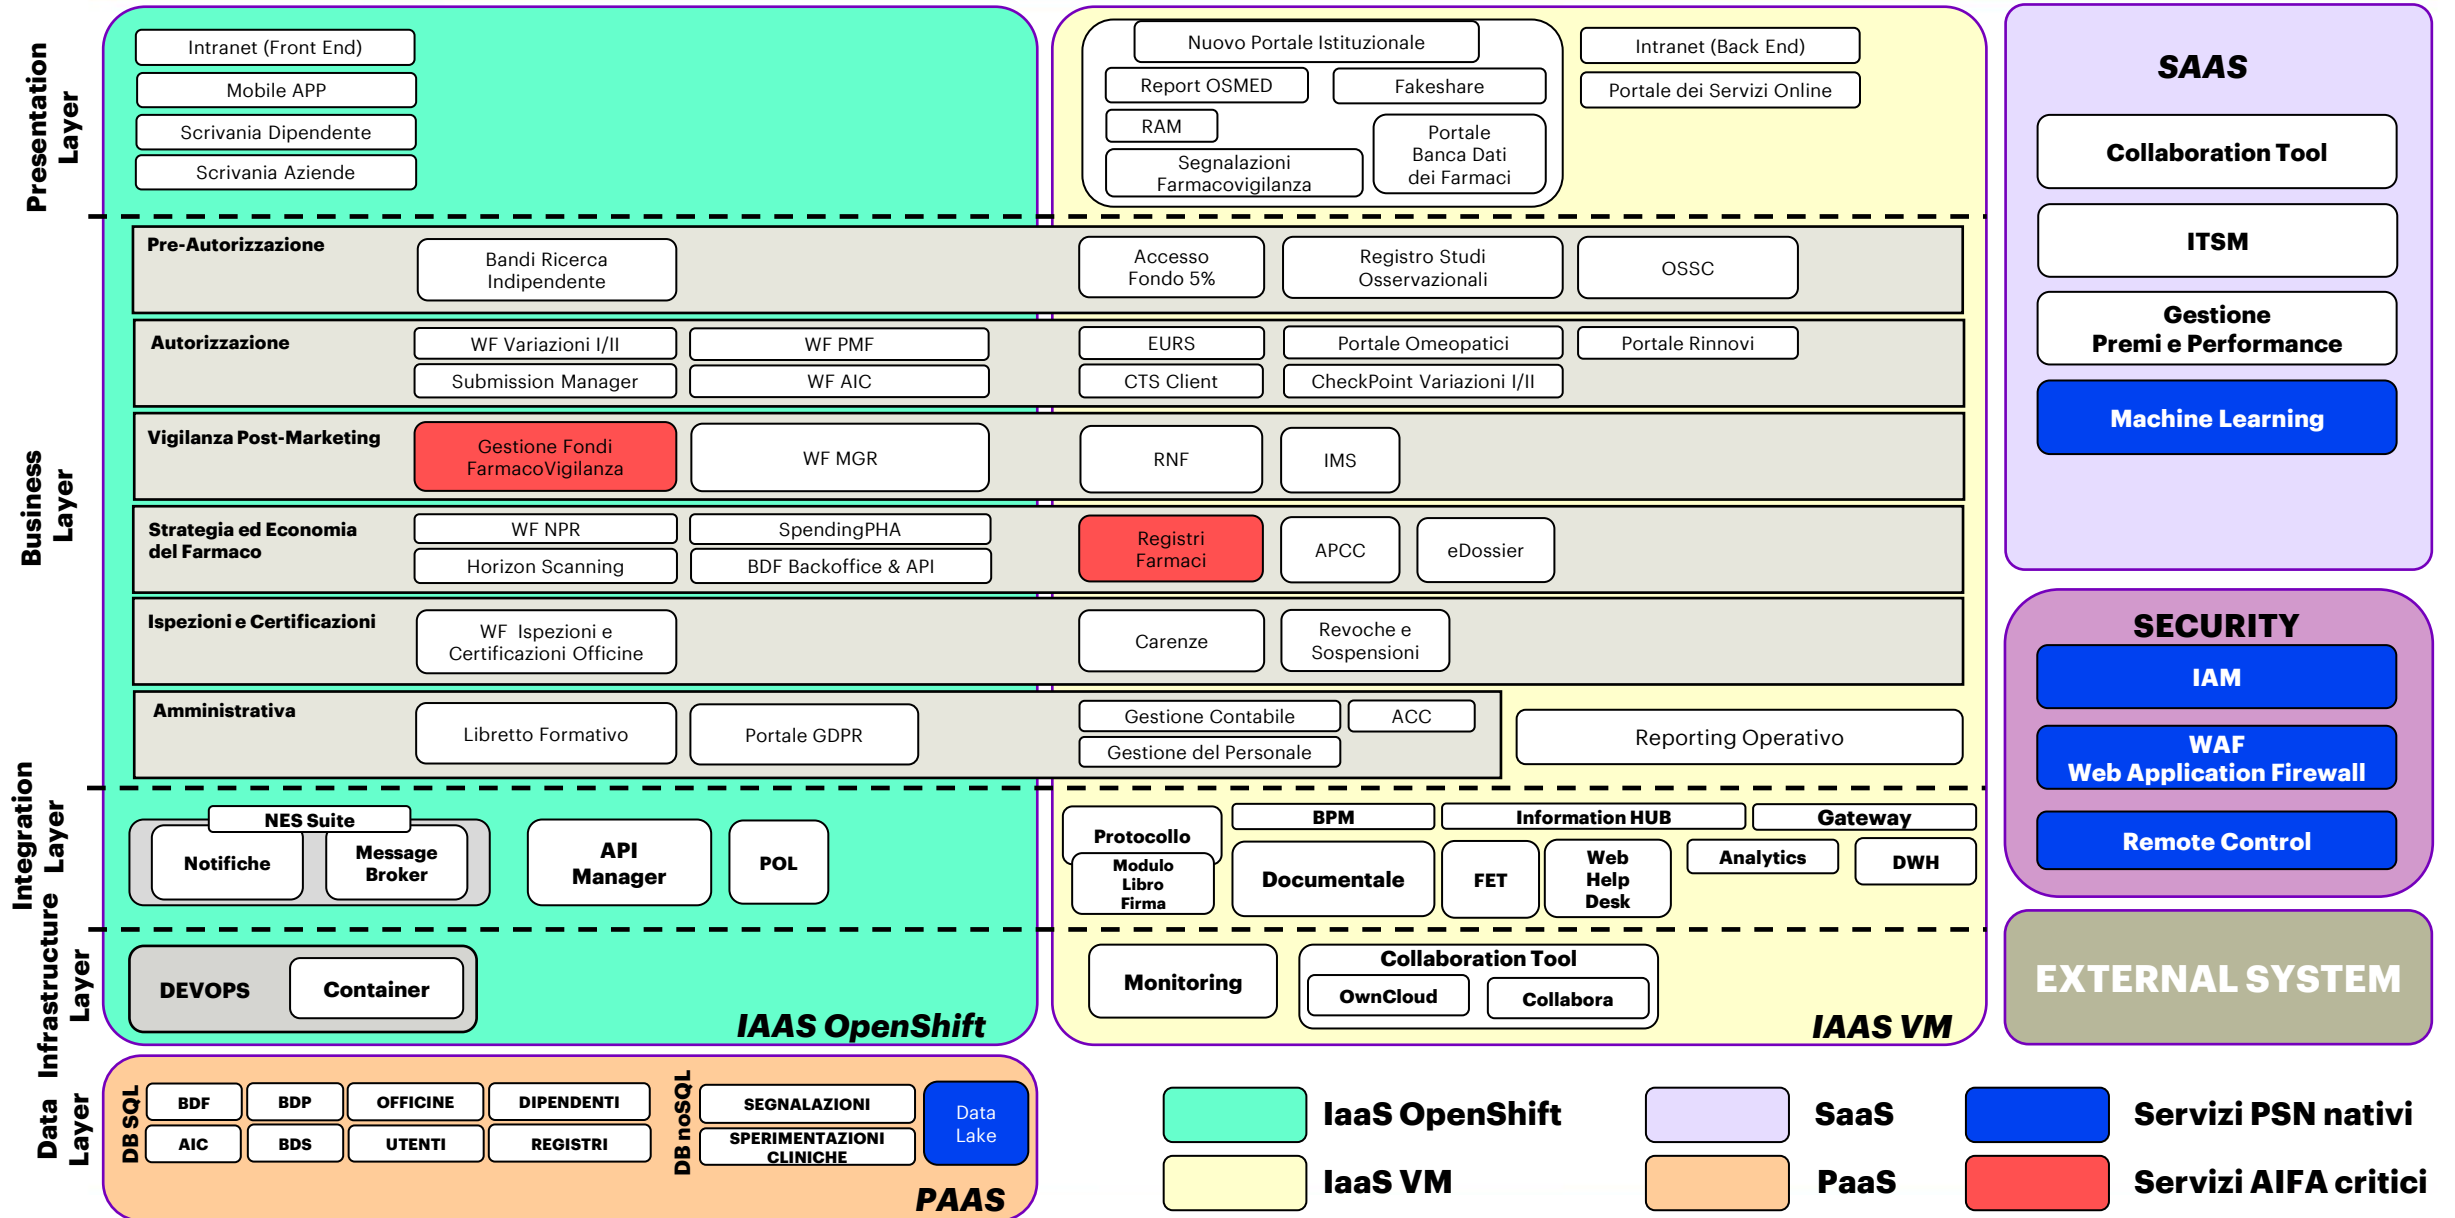 Presentation
Layer
Intranet (Front End)
Mobile APP
Scrivania Dipendente
Scrivania Aziende
Nuovo Portale Istituzionale
Report OSMED
Fakeshare
RAM
Segnalazioni
Farmacovigilanza
Portale
Banca Dati
dei Farmaci
Intranet (Back End)
Portale dei Servizi Online
Business
Layer
Pre-Autorizzazione
Bandi Ricerca
Indipendente
Accesso
Fondo 5%
Registro Studi
Osservazionali
OSSC
Autorizzazione
WF Variazioni I/II
WF PMF
Submission Manager
WF AIC
EURS
Portale Omeopatici
Portale Rinnovi
CTS Client
CheckPoint Variazioni I/II
Vigilanza Post-Marketing
Gestione Fondi
FarmacoVigilanza
WF MGR
RNF
IMS
Strategia ed Economia
del Farmaco
WF NPR
SpendingPHA
Horizon Scanning
BDF Backoffice & API
Registri
Farmaci
APCC
eDossier
Ispezioni e Certificazioni
WF Ispezioni e
Certificazioni Officine
Carenze
Revoche e
Sospensioni
Amministrativa
Libretto Formativo
Portale GDPR
Gestione Contabile
ACC
Gestione del Personale
Reporting Operativo
Integration
Layer
NES Suite
Notifiche
Message
Broker
API
Manager
POL
Protocollo
Modulo
Libro
Firma
BPM
Information HUB
Gateway
Documentale
FET
Web
Help
Desk
Analytics
DWH
Infrastructure
Layer
DEVOPS
Container
IAAS OpenShift
Monitoring
Collaboration Tool
OwnCloud
Collabora
IAAS VM
Data
Layer
DB SQL
BDF
BDP
OFFICINE
DIPENDENTI
AIC
BDS
UTENTI
REGISTRI
DB noSQL
SEGNALAZIONI
SPERIMENTAZIONI
CLINICHE
Data
Lake
PAAS
SAAS
Collaboration Tool
ITSM
Gestione
Premi e Performance
Machine Learning
SECURITY
IAM
WAF
Web Application Firewall
Remote Control
EXTERNAL SYSTEM
IaaS OpenShift
SaaS
Servizi PSN nativi
IaaS VM
PaaS
Servizi AIFA critici